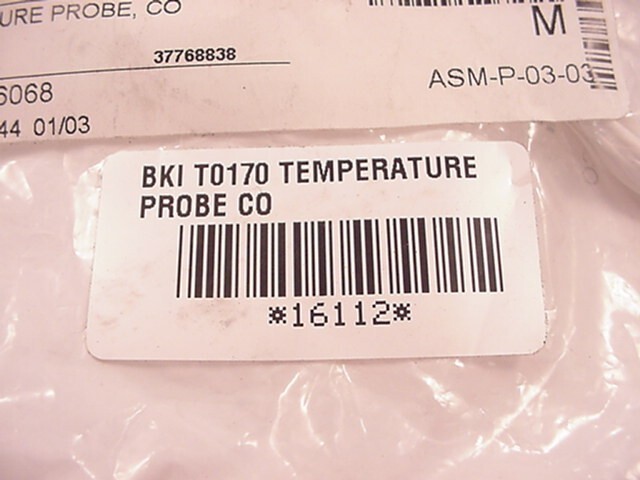 URE PROBE, CO
M
37768838
ASM-P-03-03
6068
44 01/03
BKI T0170 TEMPERATURE
PROBE CO
*16112*